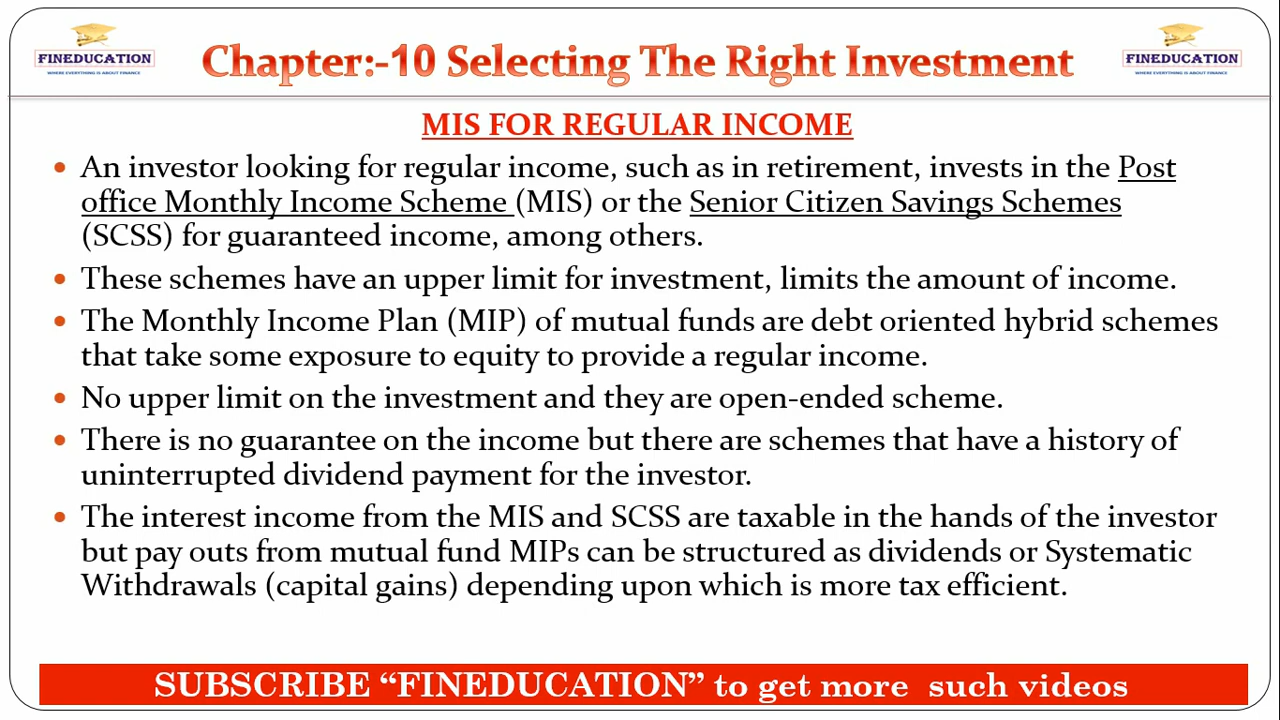 FINEDUCATION
WHERE EVERYTHING IS ABOUT FINANCE
Chapter:-10 Selecting The Right Investment
FINEDUCATION
WHERE EVERYTHING IS ABOUT FINANCE
MIS FOR REGULAR INCOME
• An investor looking for regular income, such as in retirement, invests in the Post
office Monthly Income Scheme (MIS) or the Senior Citizen Savings Schemes
(SCSS) for guaranteed income, among others.
• These schemes have an upper limit for investment, limits the amount of income.
• The Monthly Income Plan (MIP) of mutual funds are debt oriented hybrid schemes
that take some exposure to equity to provide a regular income.
• No upper limit on the investment and they are open-ended scheme.
• There is no guarantee on the income but there are schemes that have a history of
uninterrupted dividend payment for the investor.
• The interest income from the MIS and SCSS are taxable in the hands of the investor
but pay outs from mutual fund MIPs can be structured as dividends or Systematic
Withdrawals (capital gains) depending upon which is more tax efficient.
SUBSCRIBE “FINEDUCATION” to get more such videos